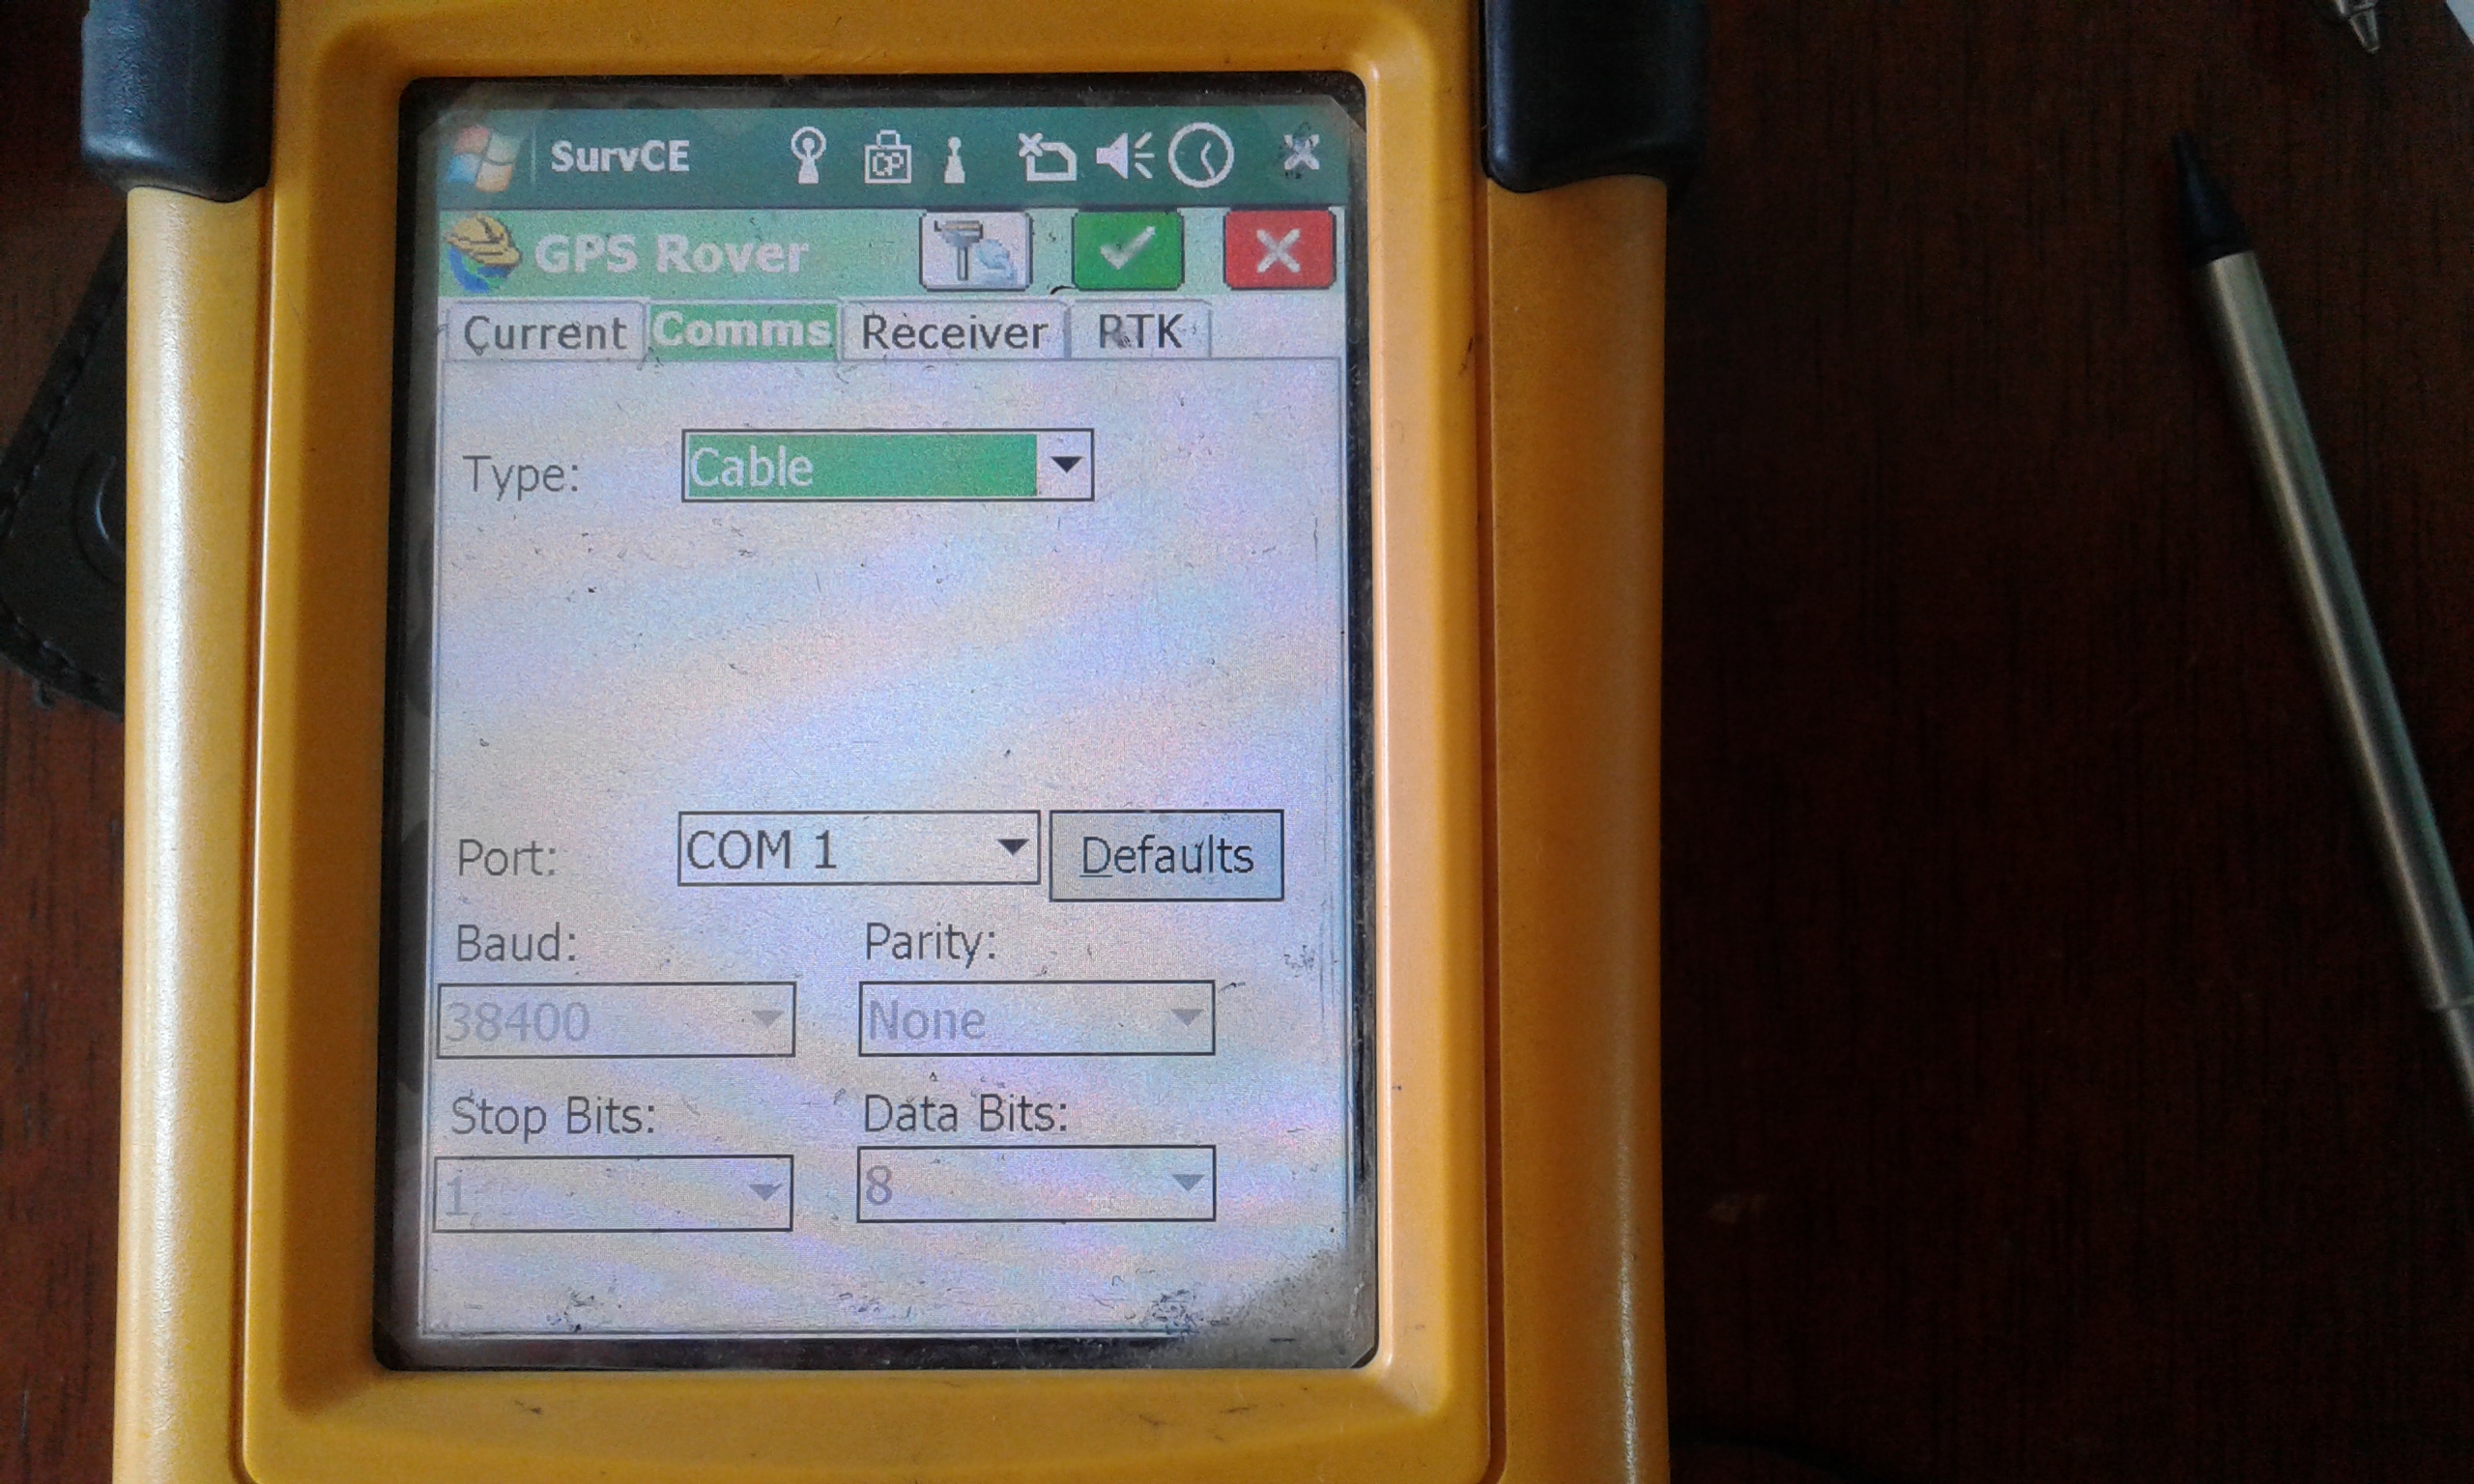 SurvCE CP
GPS Rover
Current Comms Receiver RTK
Type: Cable
Port: COM 1 Defaults
Baud: Parity:
38400 None
Stop Bits: Data Bits:
1 8